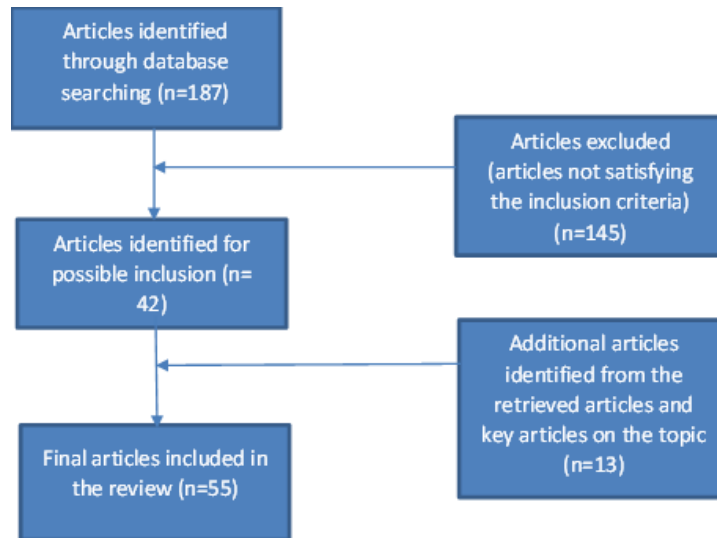 Articles identified
through database
searching (n=187)
Articles excluded
(articles not satisfying
the inclusion criteria)
(n=145)
Articles identified for
possible inclusion (n=
42)
Additional articles
identified from the
retrieved articles and
key articles on the topic
(n=13)
Final articles included in
the review (n=55)